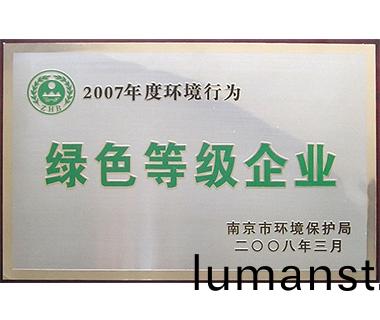 ZHB
2007年度环境行为
绿色等级企业
南京市环境保护局
二〇〇八年三月
lumanst